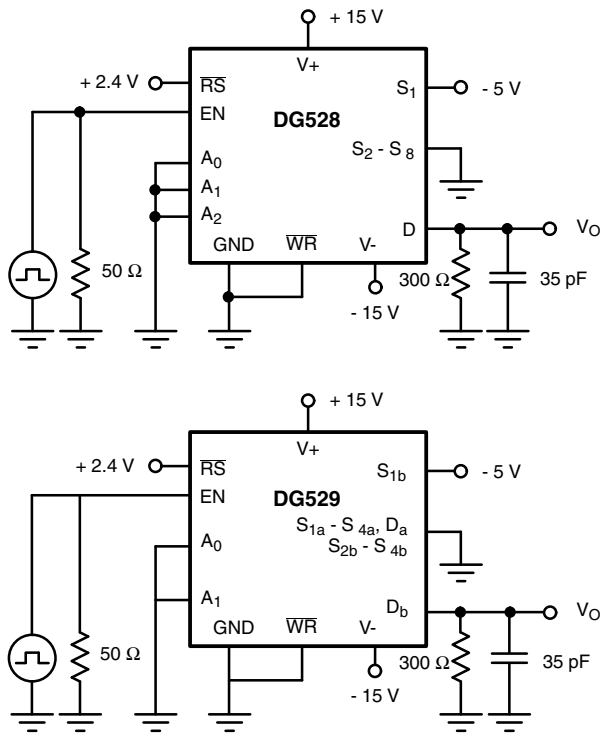 + 15 V
V+
+ 2.4 V
RS
S1
- 5 V
EN
DG528
S2 - S8
A0
A1
A2
D
VO
GND
WR
V-
50 Ω
300 Ω
35 pF
- 15 V
+ 15 V
V+
+ 2.4 V
RS
S1b
- 5 V
EN
DG529
S1a - S4a, Da
S2b - S4b
A0
A1
Db
VO
GND
WR
V-
50 Ω
300 Ω
35 pF
- 15 V